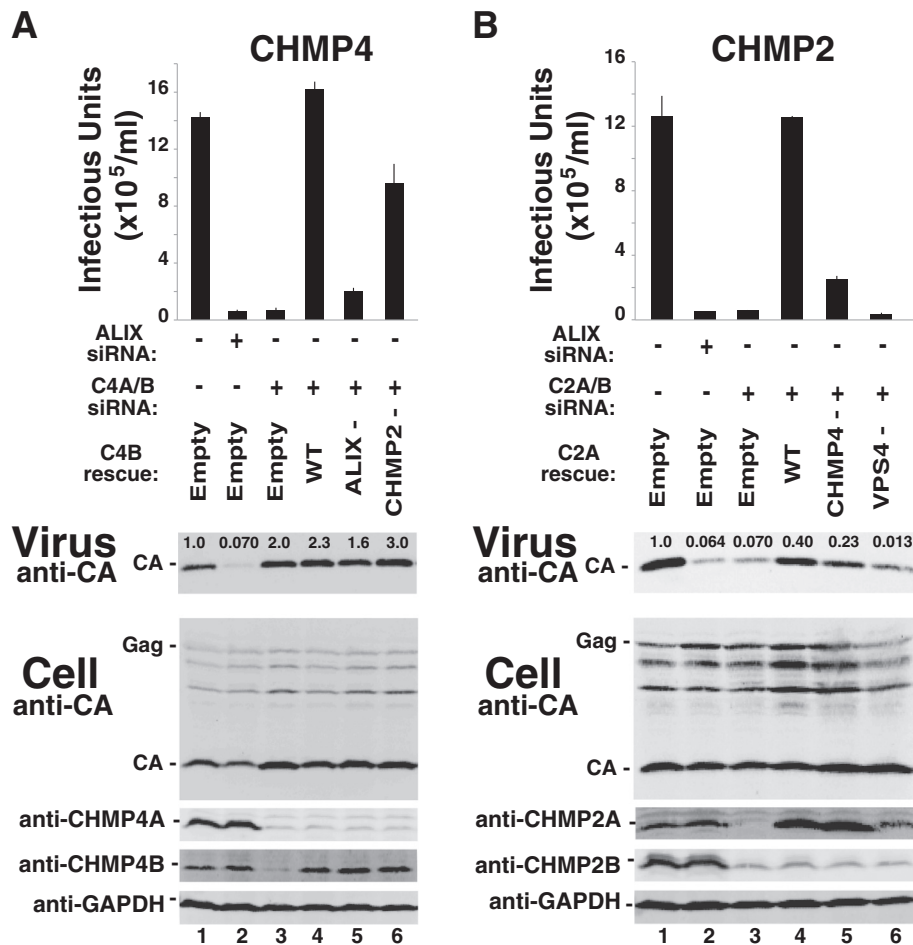 A
CHMP4
Infectious Units
(x10^5/ml)
16
12
8
4
0
ALIX siRNA: - + - - - -
C4A/B siRNA: - - + + + +
C4B rescue: Empty Empty Empty WT ALIX - CHMP2 -
Virus
anti-CA
CA -
1.0 0.070 2.0 2.3 1.6 3.0
Cell
anti-CA
Gag -
CA -
anti-CHMP4A -
anti-CHMP4B -
anti-GAPDH -
1 2 3 4 5 6
B
CHMP2
Infectious Units
(x10^5/ml)
16
12
8
4
0
ALIX siRNA: - + - - - -
C2A/B siRNA: - - + + + +
C2A rescue: Empty Empty Empty WT CHMP4 - VPS4 -
Virus
anti-CA
CA -
1.0 0.064 0.070 0.40 0.23 0.013
Cell
anti-CA
Gag -
CA -
anti-CHMP2A -
anti-CHMP2B -
anti-GAPDH -
1 2 3 4 5 6